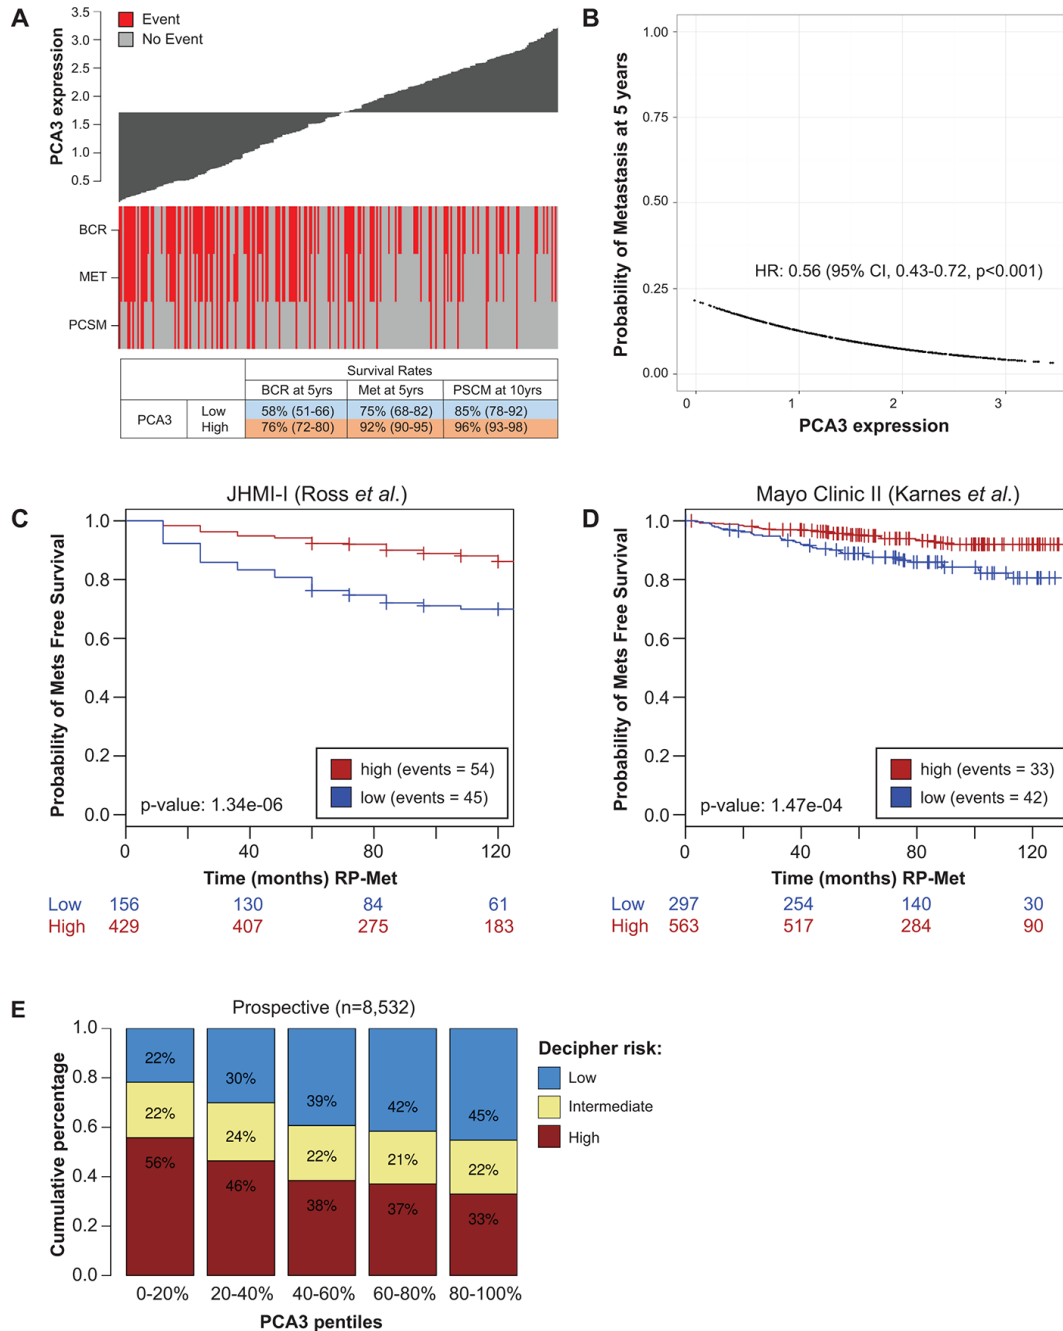 A
PCA3 expression
3.5
3.0
2.5
2.0
1.5
1.0
0.5
Event
No Event
BCR
MET
PCSM
Survival Rates
BCR at 5yrs Met at 5yrs PSCM at 10yrs
PCA3
Low 58% (51-66) 75% (68-82) 85% (78-92)
High 76% (72-80) 92% (90-95) 96% (93-98)
B
Probability of Metastasis at 5 years
1.00
0.75
0.50
0.25
0.00
HR: 0.56 (95% CI, 0.43-0.72, p<0.001)
0 1 2 3
PCA3 expression
C
JHMI-I (Ross et al.)
Probability of Mets Free Survival
1.0
0.8
0.6
0.4
0.2
0.0
high (events = 54)
low (events = 45)
p-value: 1.34e-06
0 40 80 120
Time (months) RP-Met
Low 156 130 84 61
High 429 407 275 183
D
Mayo Clinic II (Karnes et al.)
Probability of Mets Free Survival
1.0
0.8
0.6
0.4
0.2
0.0
high (events = 33)
low (events = 42)
p-value: 1.47e-04
0 40 80 120
Time (months) RP-Met
Low 297 254 140 30
High 563 517 284 90
E
Prospective (n=8,532)
Cumulative percentage
1.0
0.8
0.6
0.4
0.2
0.0
22% 30% 39% 42% 45%
22% 24% 22% 21% 22%
56% 46% 38% 37% 33%
0-20% 20-40% 40-60% 60-80% 80-100%
PCA3 pentiles
Decipher risk:
Low
Intermediate
High